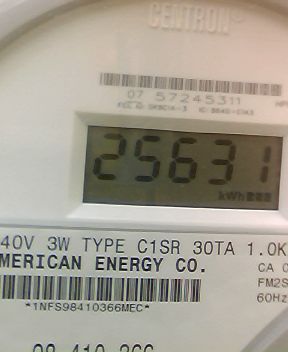 CENTRON
07 57245311
25631
kWh
40V 3W TYPE C1SR 30TA 1.0K
MERICAN ENERGY CO.
CA 0
FM2S
60Hz
*1NFS98410366MEC*